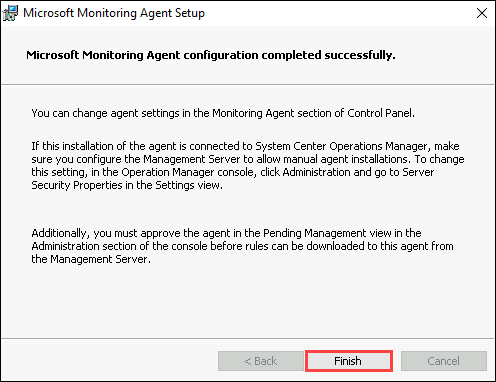 Microsoft Monitoring Agent Setup
Microsoft Monitoring Agent configuration completed successfully.
You can change agent settings in the Monitoring Agent section of Control Panel.
If this installation of the agent is connected to System Center Operations Manager, make
sure you configure the Management Server to allow manual agent installations. To change
this setting, in the Operation Manager console, click Administration and go to Server
Security Properties in the Settings view.
Additionally, you must approve the agent in the Pending Management view in the
Administration section of the console before rules can be downloaded to this agent from
the Management Server.
< Back Finish Cancel